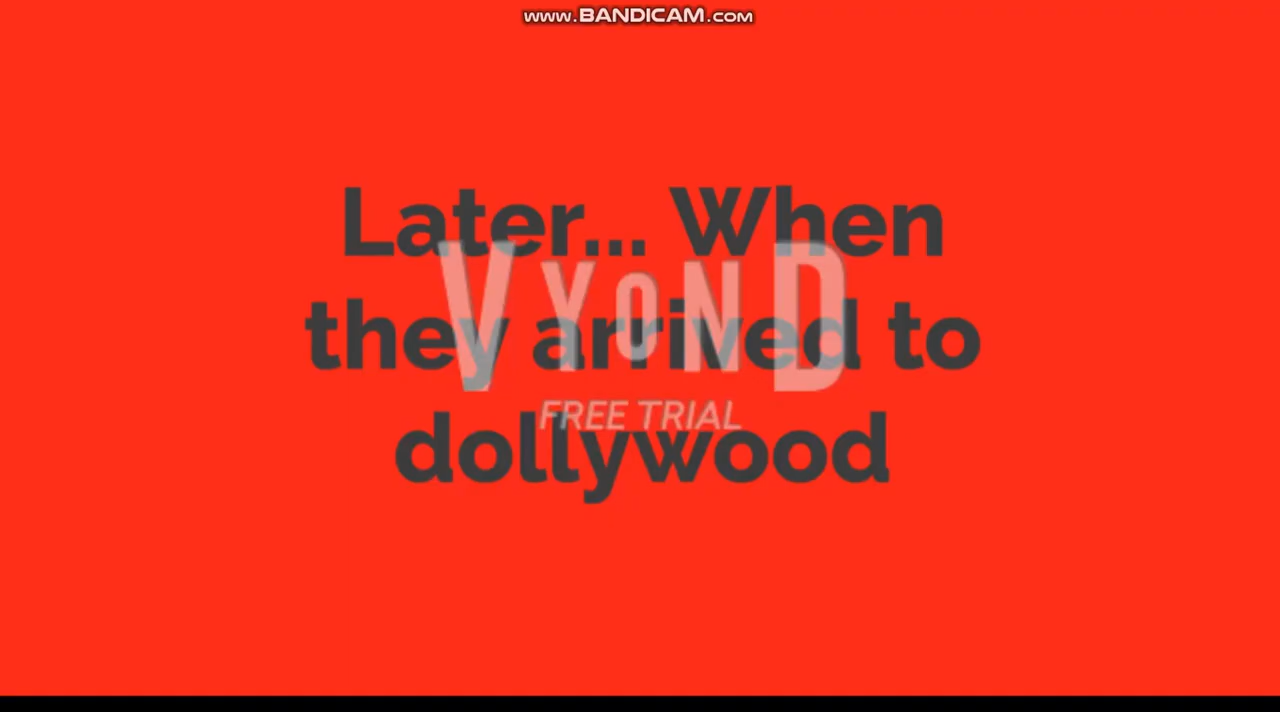 www.BANDICAM.com
Later... When
VYOND
they arrived to
FREE TRIAL
dollywood